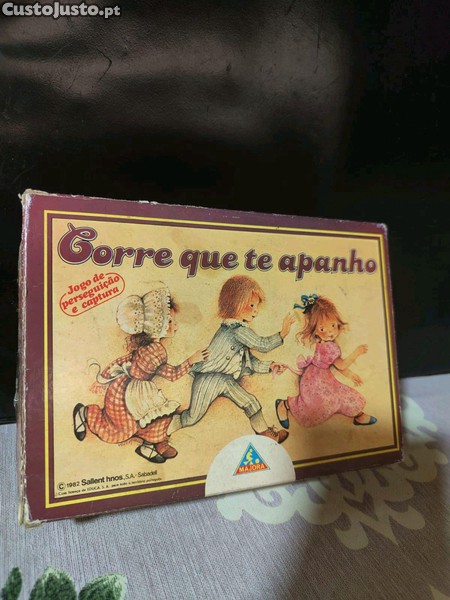 CustoJusto.pt
Corre que te apanho
Jogo de
perseguição
e captura
© 1982 Sallent hnos., S.A.- Sabadell
MAJORA